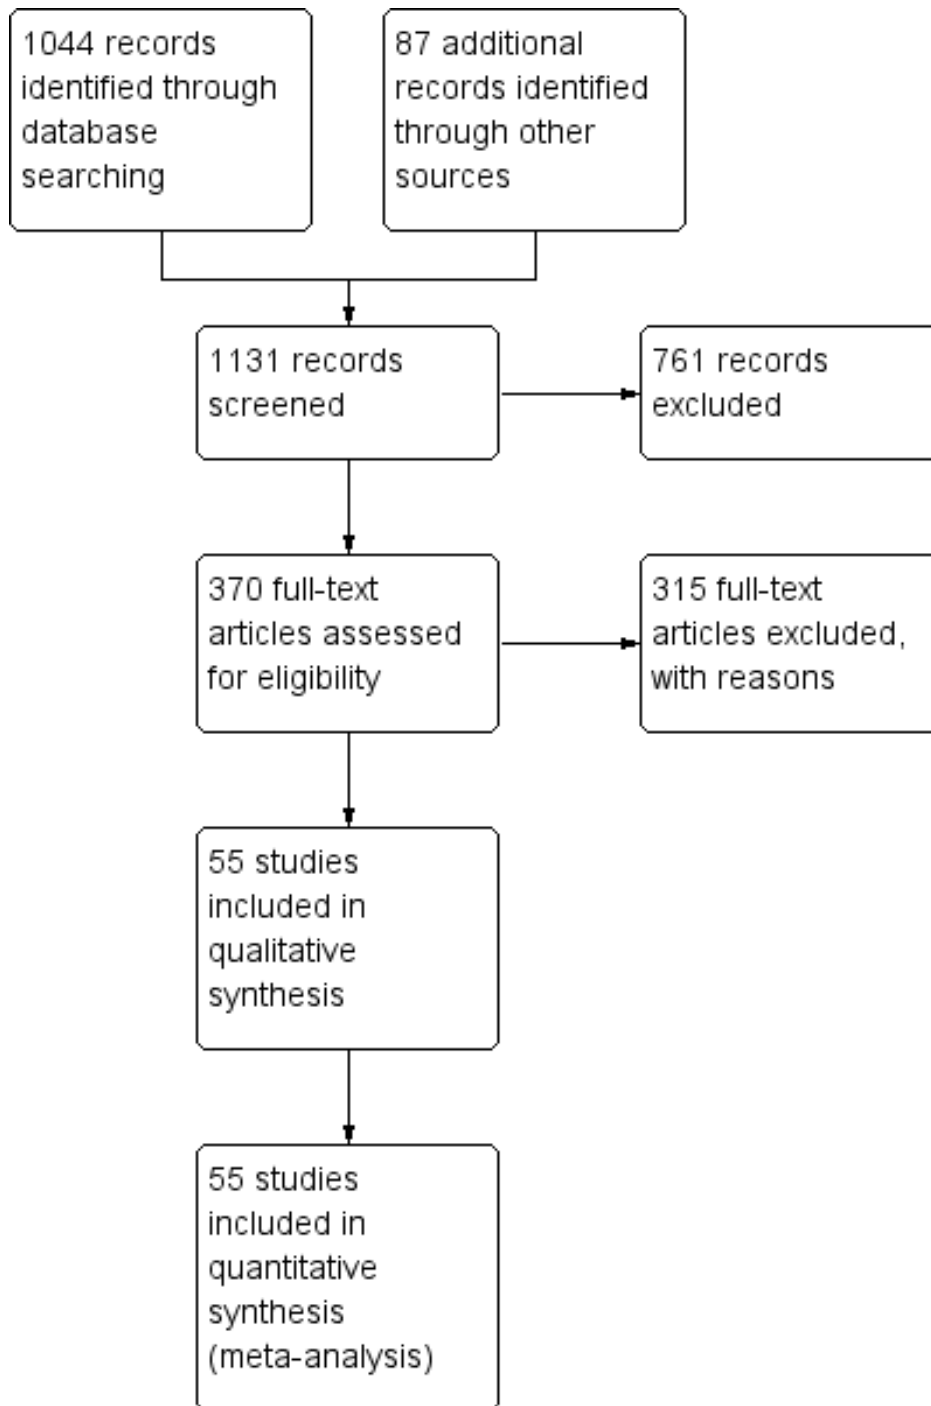 1044 records
identified through
database
searching
87 additional
records identified
through other
sources
1131 records
screened
761 records
excluded
370 full-text
articles assessed
for eligibility
315 full-text
articles excluded,
with reasons
55 studies
included in
qualitative
synthesis
55 studies
included in
quantitative
synthesis
(meta-analysis)